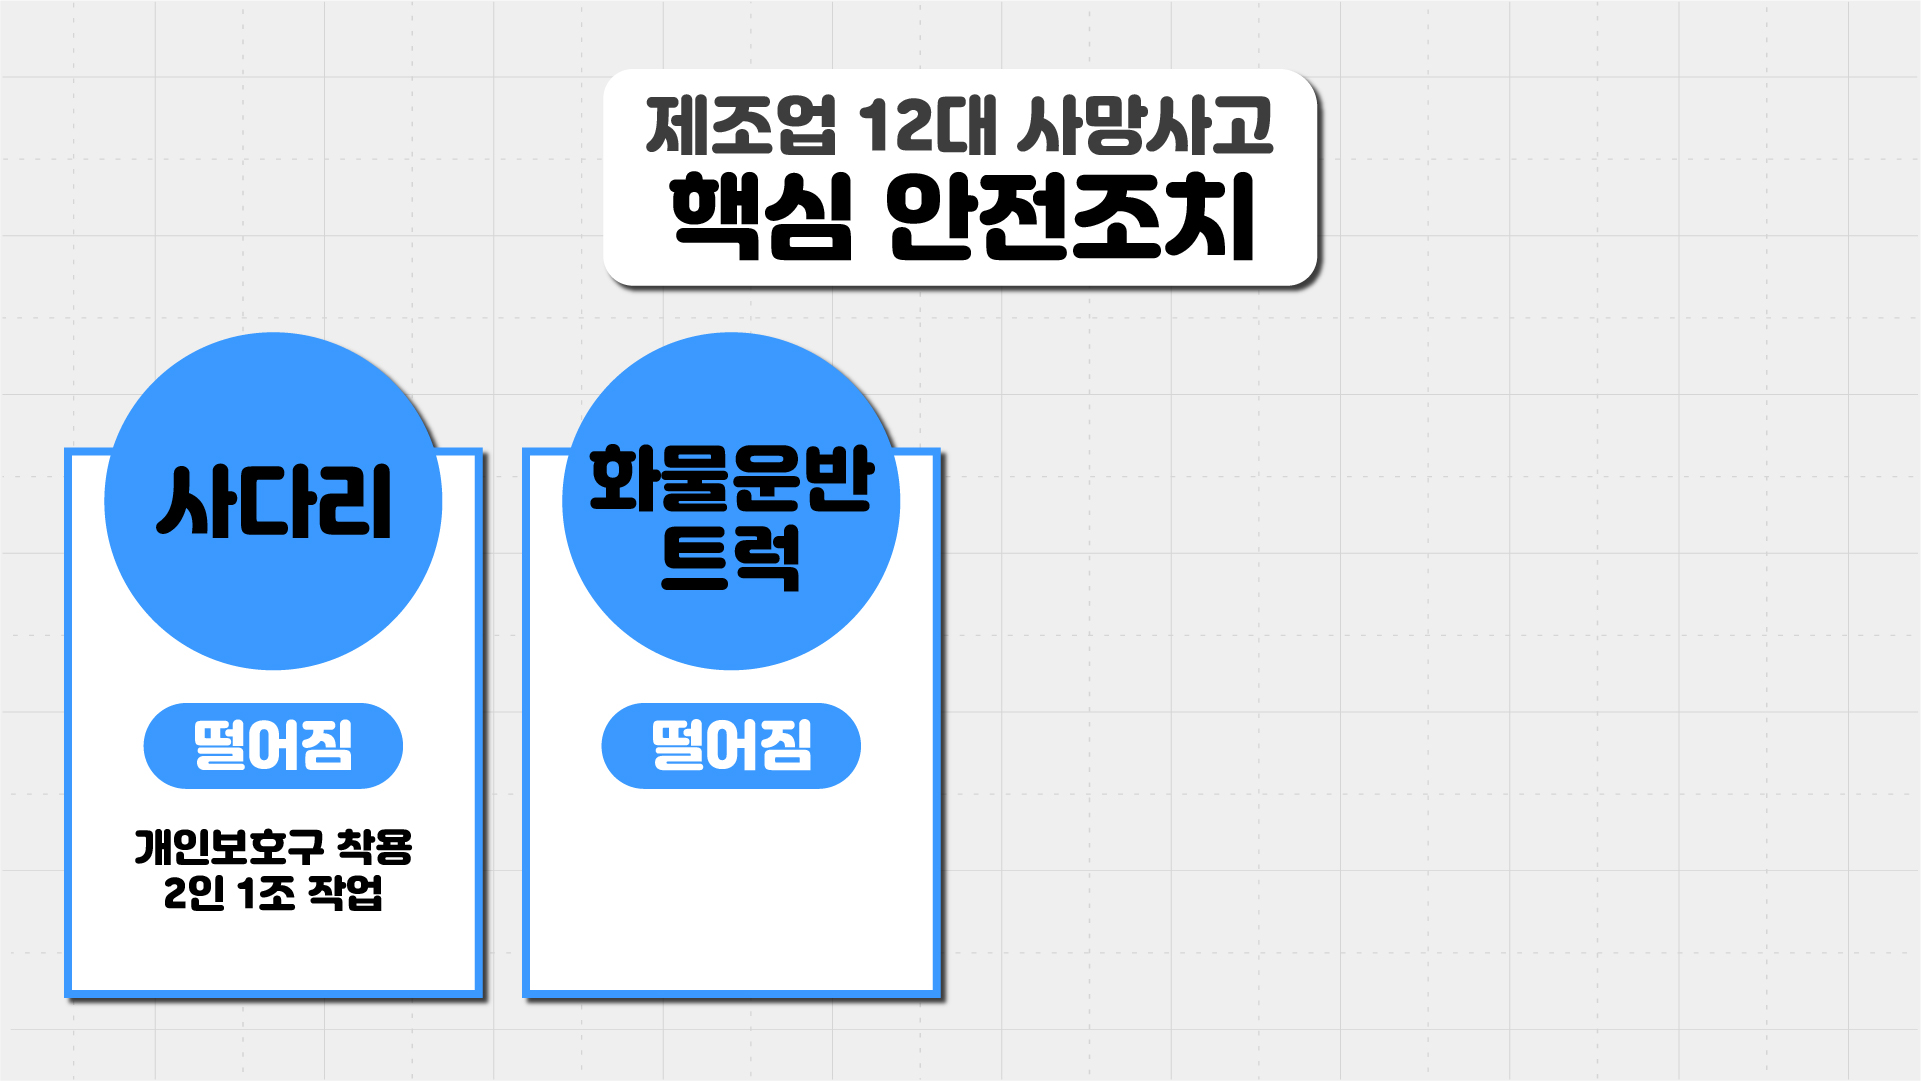 제조업 12대 사망사고
핵심 안전조치
사다리
떨어짐
개인보호구 착용
2인 1조 작업
화물운반
트럭
떨어짐